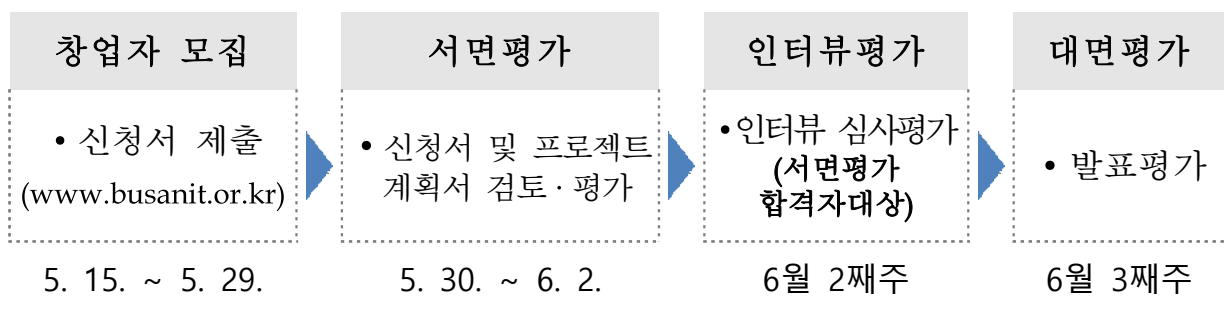 창업자 모집
• 신청서 제출
(www.busanit.or.kr)
5. 15. ~ 5. 29.
서면평가
• 신청서 및 프로젝트
계획서 검토 · 평가
5. 30. ~ 6. 2.
인터뷰평가
•인터뷰 심사평가
(서면평가
합격자대상)
6월 2째주
대면평가
• 발표평가
6월 3째주